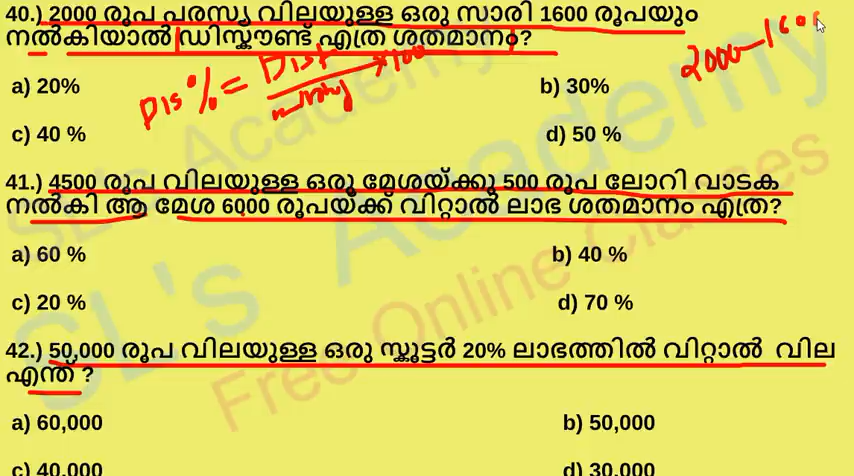 40.) 2000 രൂപ പരസ്യ വിലയുള്ള ഒരു സാരി 1600 രൂപയും
നൽകിയാൽ ഡിസ്കൗണ്ട് എത്ര ശതമാനം?
Dis% =
×100
2000-160
a) 20%
b) 30%
c) 40 %
d) 50 %
41.) 4500 രൂപ വിലയുള്ള ഒരു മേശയ്ക്കു 500 രൂപ ലോറി വാടക
നൽകി ആ മേശ 6000 രൂപയ്ക്ക് വിറ്റാൽ ലാഭ ശതമാനം എത്ര?
a) 60 %
b) 40 %
c) 20 %
d) 70 %
42.) 50,000 രൂപ വിലയുള്ള ഒരു സ്കൂട്ടർ 20% ലാഭത്തിൽ വിറ്റാൽ വില
എന്ത് ?
a) 60,000
b) 50,000
c) 40,000
d) 30,000
SL's Academy
Free Online Classes